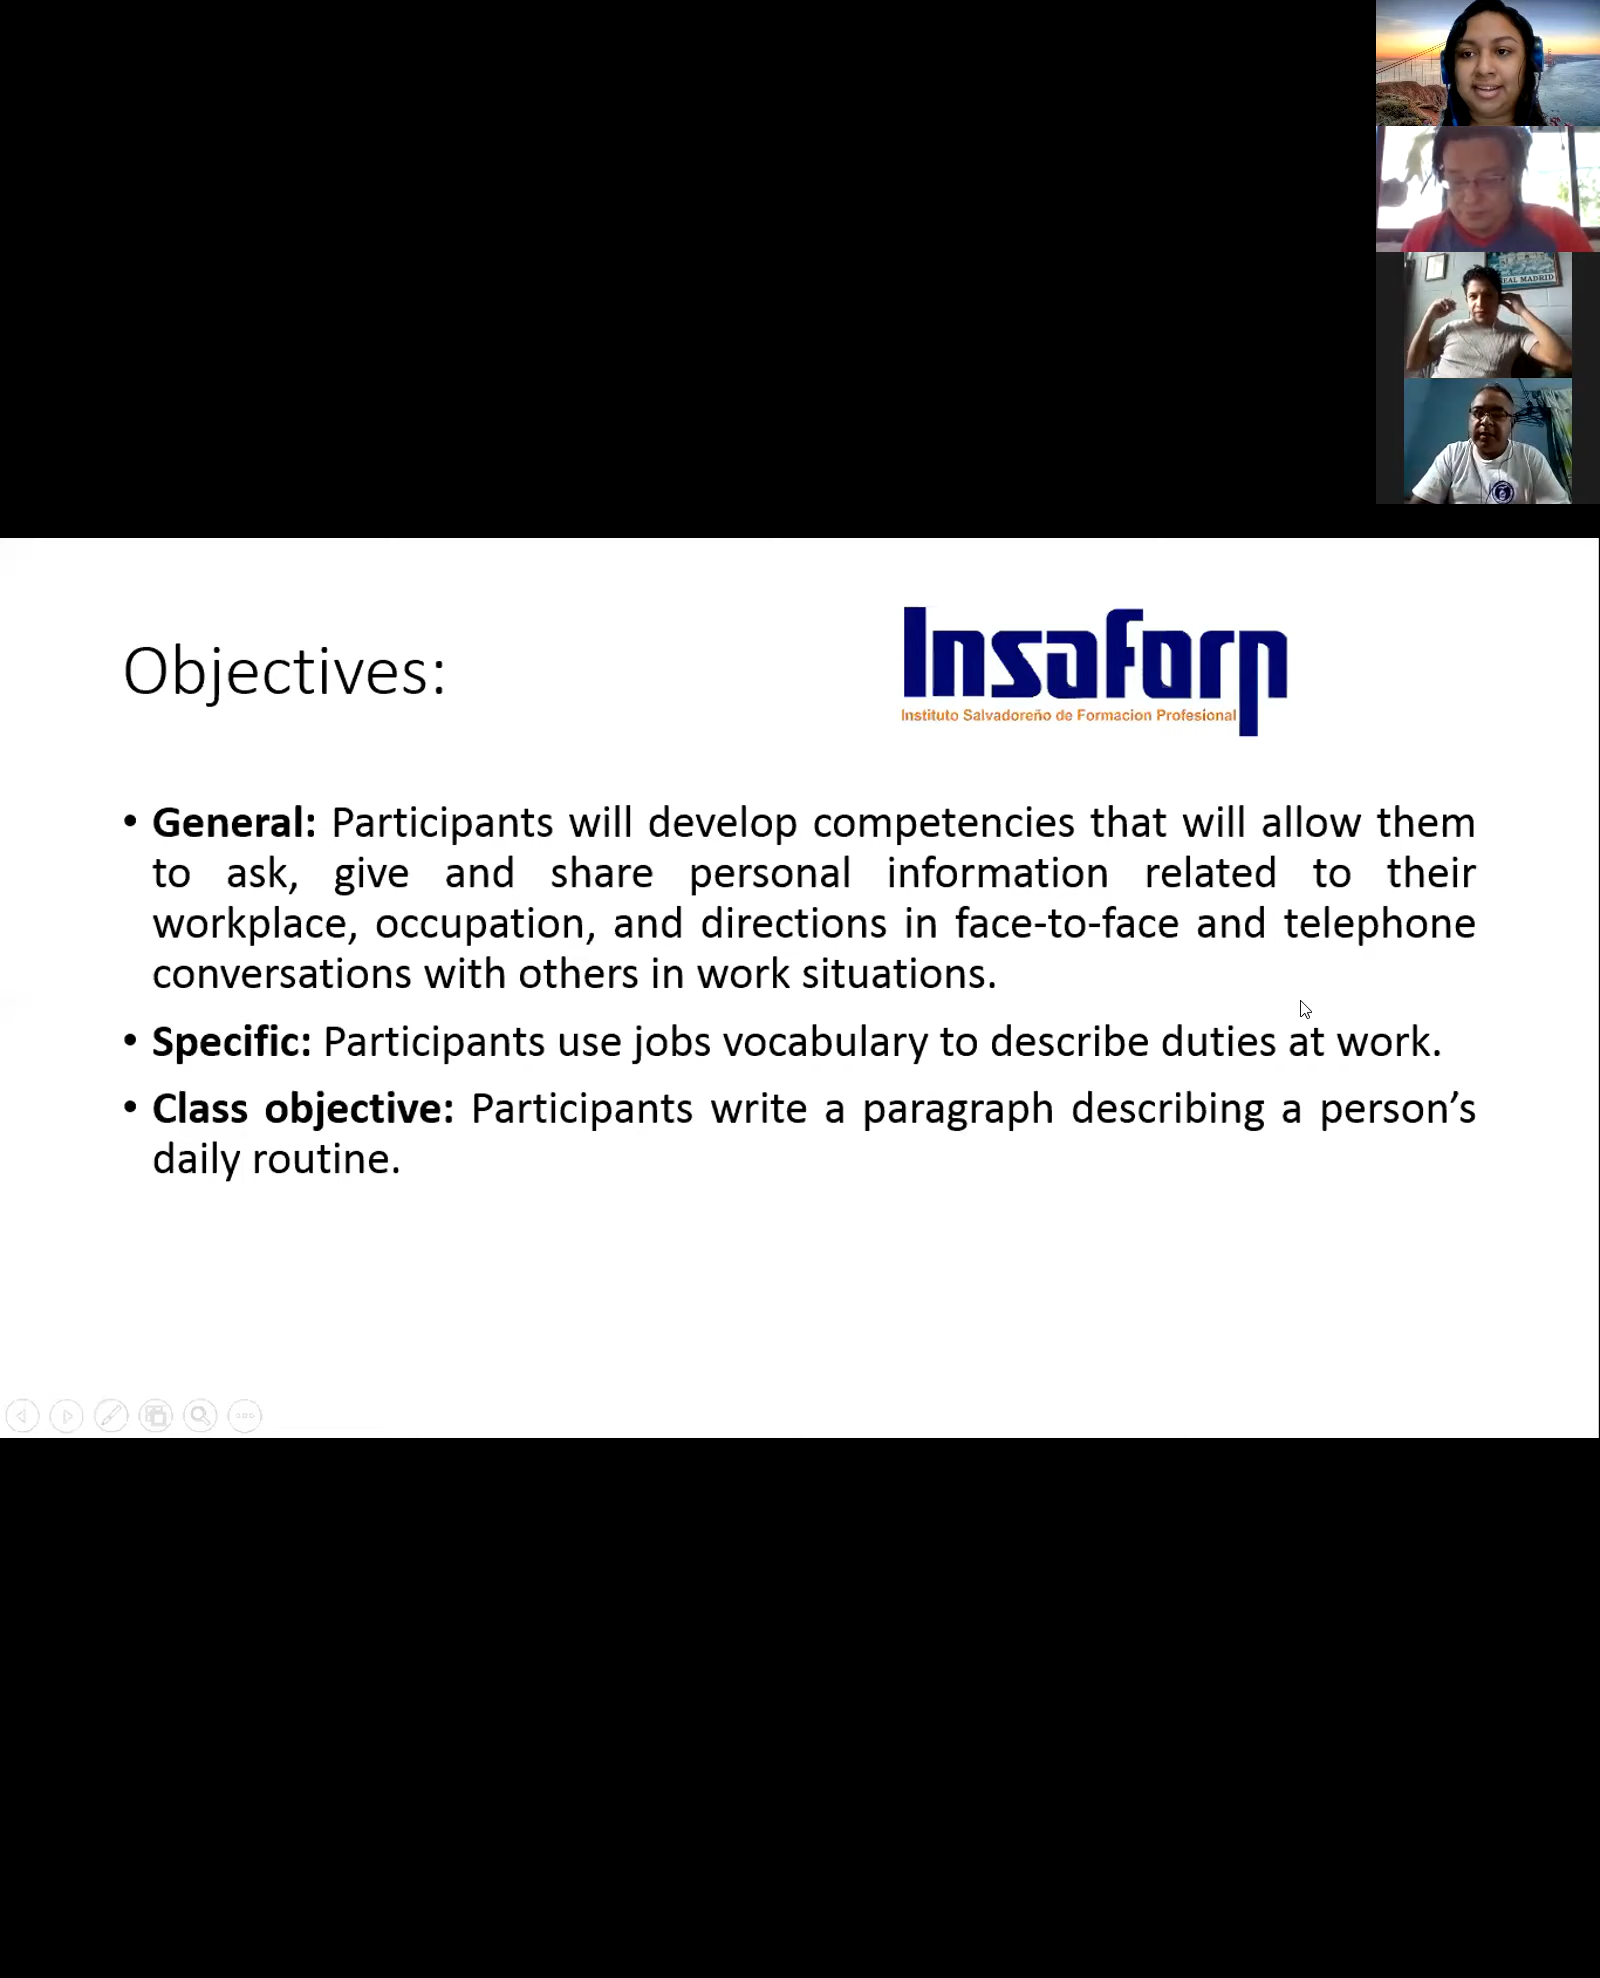 REAL MADRID
Objectives:
Insaforp
Instituto Salvadoreño de Formacion Profesional
• General: Participants will develop competencies that will allow them
to ask, give and share personal information related to their
workplace, occupation, and directions in face-to-face and telephone
conversations with others in work situations.
• Specific: Participants use jobs vocabulary to describe duties at work.
• Class objective: Participants write a paragraph describing a person’s
daily routine.